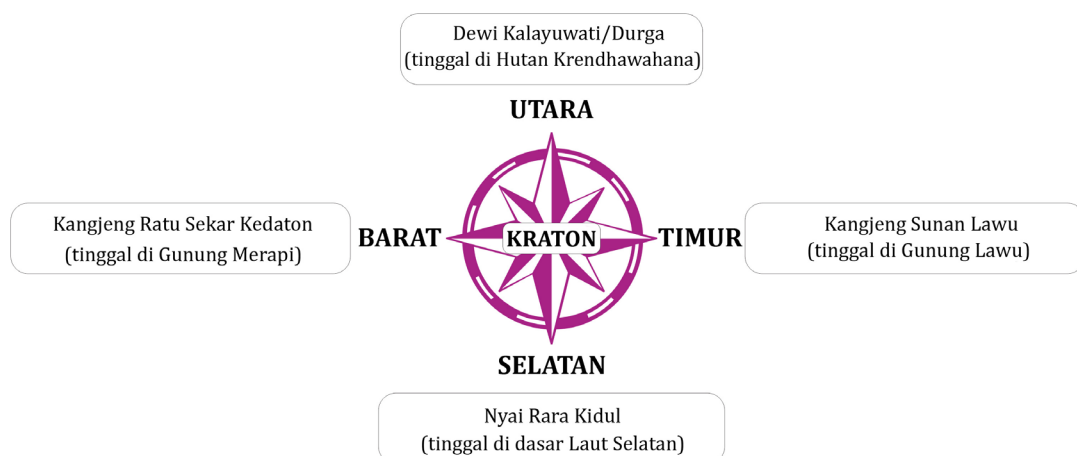 Dewi Kalayuwati/Durga
(tinggal di Hutan Krendhawahana)
UTARA
Kangjeng Ratu Sekar Kedaton
(tinggal di Gunung Merapi)
BARAT
KRATON
TIMUR
Kangjeng Sunan Lawu
(tinggal di Gunung Lawu)
SELATAN
Nyai Rara Kidul
(tinggal di dasar Laut Selatan)